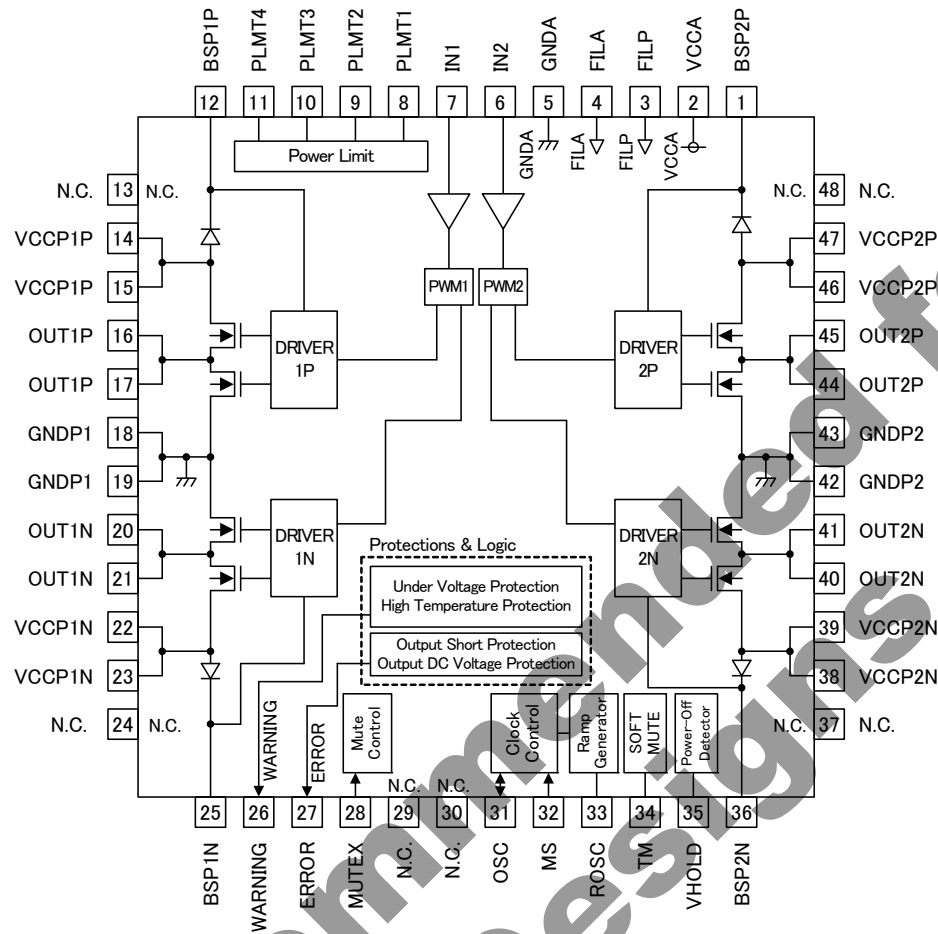 BSP1P
PLMT4
PLMT3
PLMT2
PLMT1
IN1
IN2
GNDA
FILA
FILP
VCCA
BSP2P
12
11
10
9
8
7
6
5
4
3
2
1
Power Limit
GNDA
FILA
FILP
VCCA
N.C.
13
N.C.
N.C.
48
N.C.
VCCP1P
14
47
VCCP2P
VCCP1P
15
PWM1
PWM2
46
VCCP2P
OUT1P
16
45
OUT2P
DRIVER
1P
DRIVER
2P
OUT1P
17
44
OUT2P
GNDP1
18
43
GNDP2
GNDP1
19
42
GNDP2
OUT1N
20
41
OUT2N
DRIVER
1N
DRIVER
2N
Protections & Logic
OUT1N
21
40
OUT2N
Under Voltage Protection
High Temperature Protection
VCCP1N
22
39
VCCP2N
Output Short Protection
Output DC Voltage Protection
VCCP1N
23
38
VCCP2N
N.C.
24
N.C.
N.C.
37
N.C.
WARNING
ERROR
Mute
Control
N.C.
N.C.
Clock
Control
Ramp
Generator
SOFT
MUTE
Power-Off
Detector
25
26
27
28
29
30
31
32
33
34
35
36
BSP1N
WARNING
ERROR
MUTEX
N.C.
N.C.
OSC
MS
ROSC
TM
VHOLD
BSP2N
mmended f
Designs